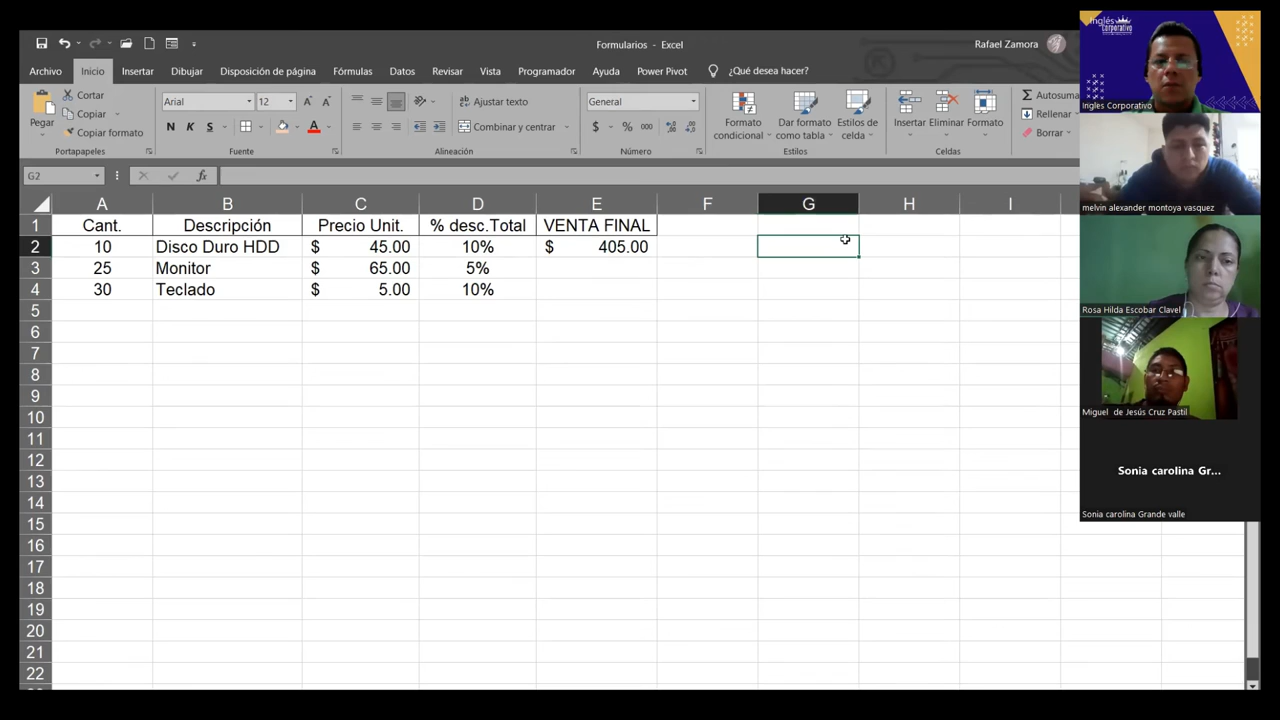 Formularios - Excel
Rafael Zamora
Archivo Inicio Insertar Dibujar Disposición de página Fórmulas Datos Revisar Vista Programador Ayuda Power Pivot ¿Qué desea hacer?
Pegar
Cortar
Copiar
Copiar formato
Portapapeles
Arial 12
N K S
Fuente
Ajustar texto
Combinar y centrar
Alineación
General
$ % 000
Número
Formato condicional
Dar formato como tabla
Estilos de celda
Estilos
Insertar Eliminar Formato
Celdas
Autosuma
Rellenar
Borrar
G2
fx
A B C D E F G H I
1 Cant. Descripción Precio Unit. % desc.Total VENTA FINAL
2 10 Disco Duro HDD $ 45.00 10% $ 405.00
3 25 Monitor $ 65.00 5%
4 30 Teclado $ 5.00 10%
5
6
7
8
9
10
11
12
13
14
15
16
17
18
19
20
21
22
Inglés Corporativo
Ingles Corporativo
melvin alexander montoya vasquez
Rosa Hilda Escobar Clavel
Miguel de Jesús Cruz Pastil
Sonia carolina Gr...
Sonia carolina Grande valle